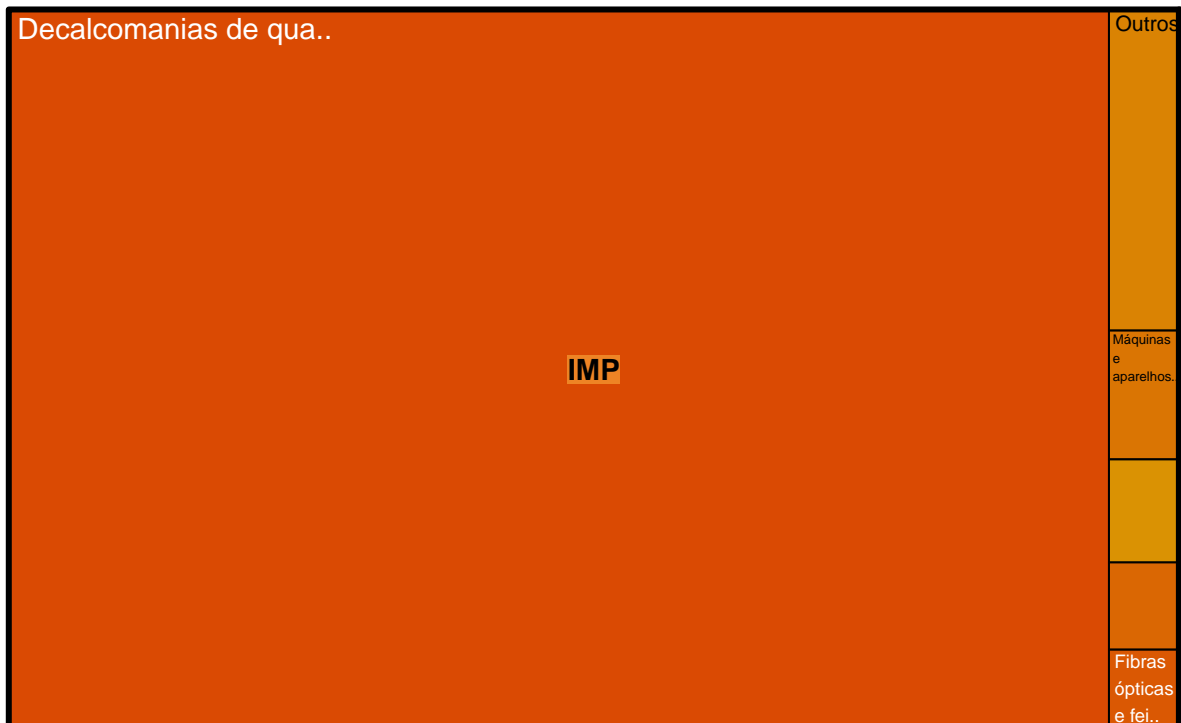 Decalcomanias de qua..
Outros
IMP
Máquinas
e
aparelhos..
Fibras
ópticas
e fei..